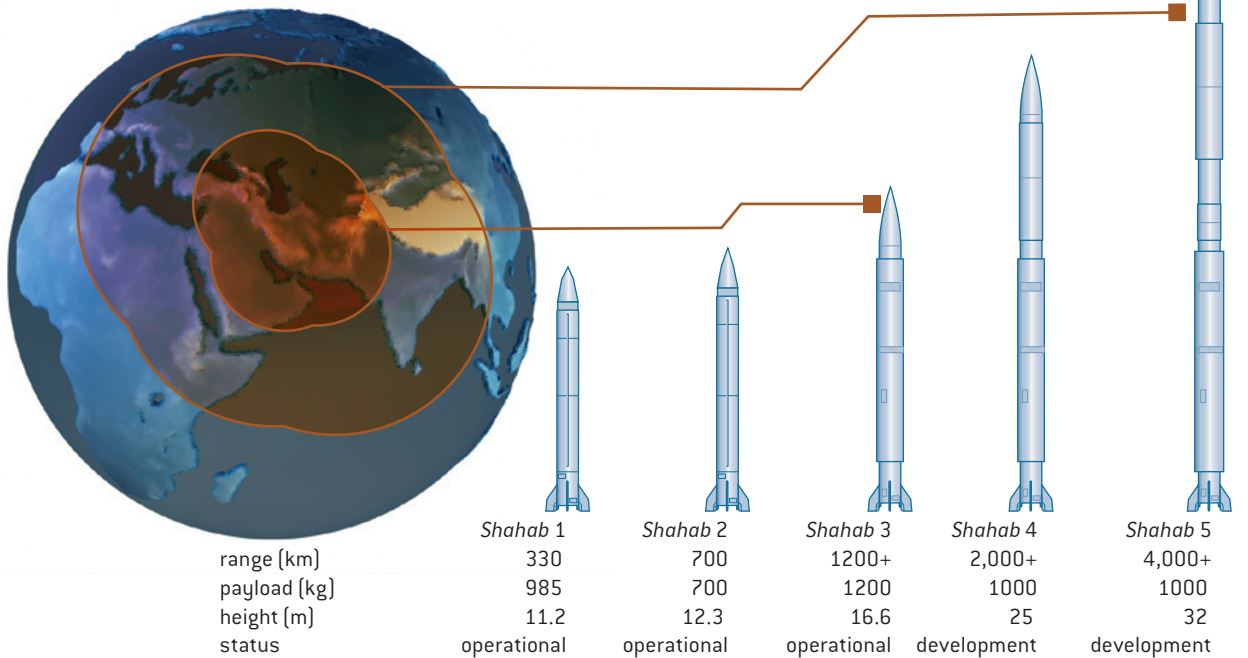 Shahab 1 Shahab 2 Shahab 3 Shahab 4 Shahab 5
range (km) 330 700 1200+ 2,000+ 4,000+
payload (kg) 985 700 1200 1000 1000
height (m) 11.2 12.3 16.6 25 32
status operational operational operational development development